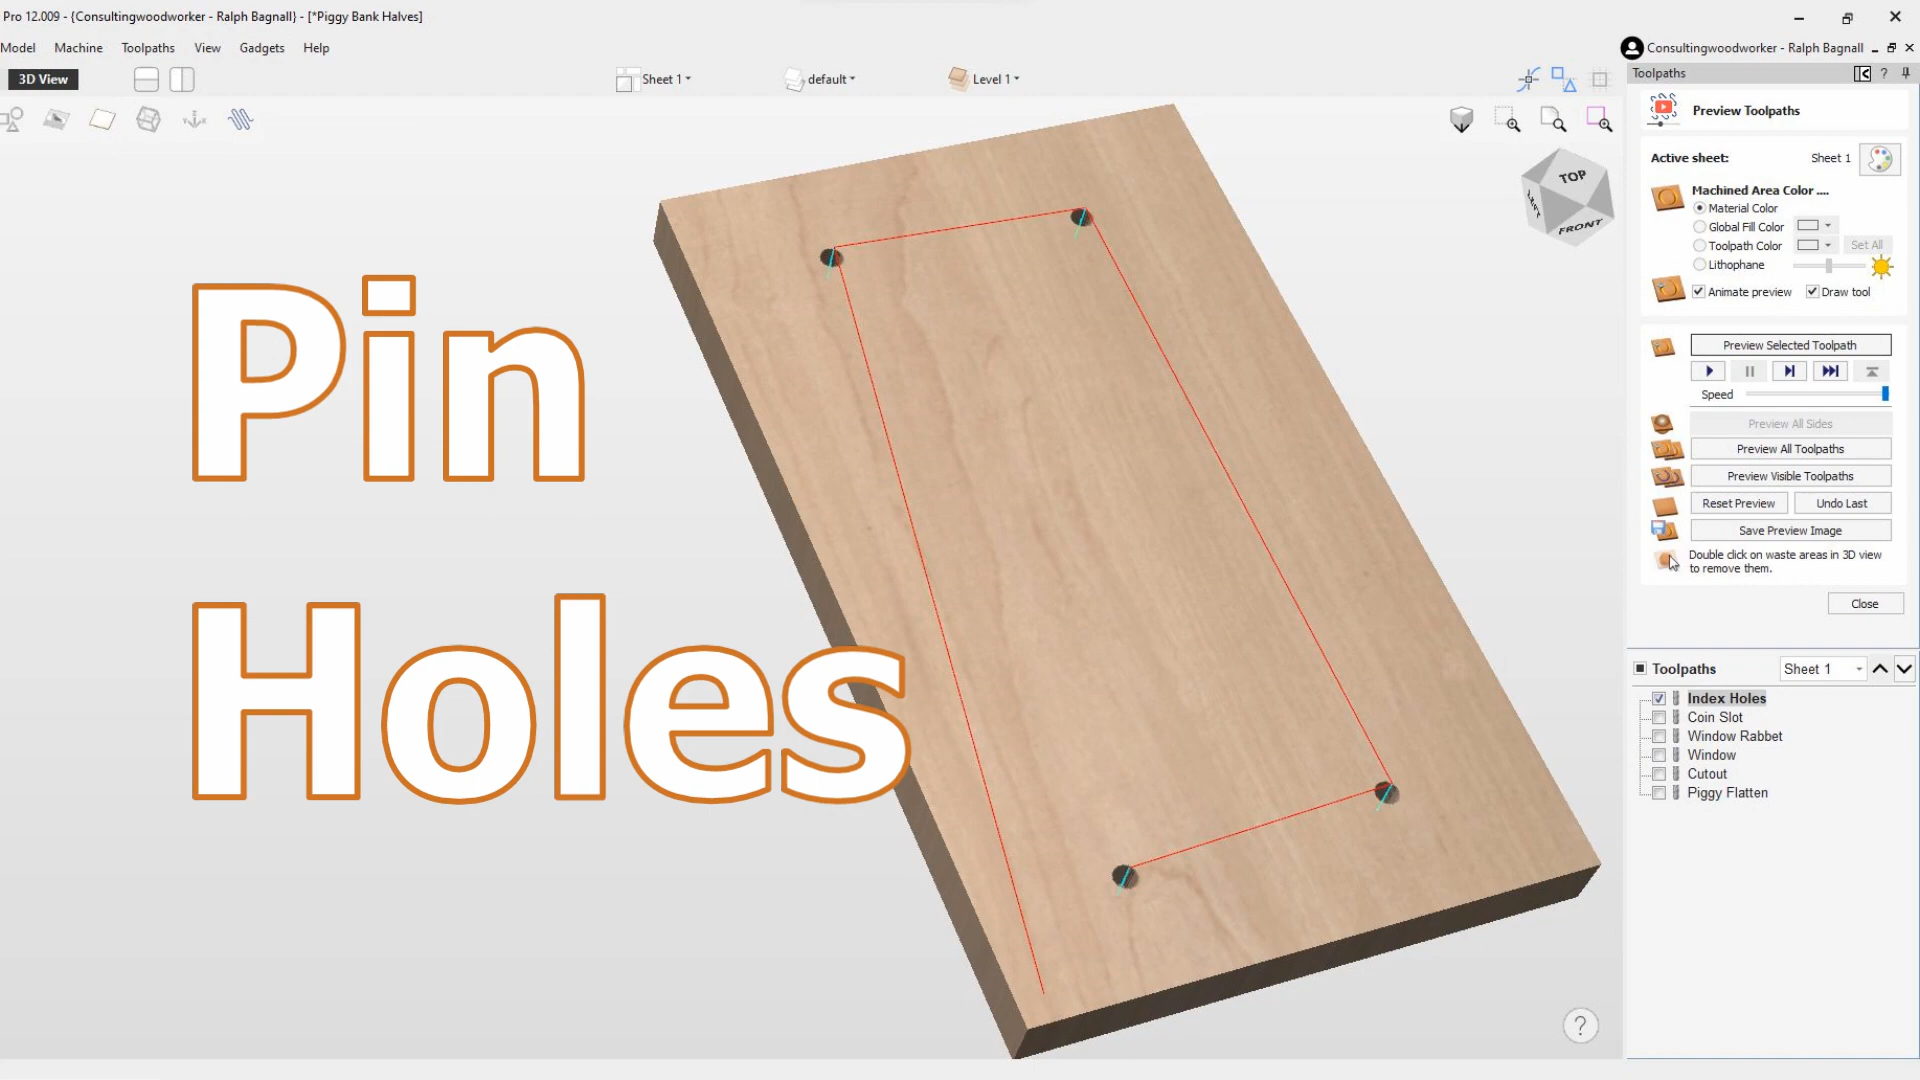 Pro 12.009 - {Consultingwoodworker - Ralph Bagnall} - [*Piggy Bank Halves]
Model Machine Toolpaths View Gadgets Help
Consultingwoodworker - Ralph Bagnall
3D View
Sheet 1
default
Level 1
Toolpaths
?
Preview Toolpaths
Active sheet: Sheet 1
Machined Area Color ....
Material Color
Global Fill Color
Toolpath Color Set All
Lithophane
Animate preview Draw tool
Preview Selected Toolpath
Speed
Preview All Sides
Preview All Toolpaths
Preview Visible Toolpaths
Reset Preview Undo Last
Save Preview Image
Double click on waste areas in 3D view
to remove them.
Close
Toolpaths Sheet 1
Index Holes
Coin Slot
Window Rabbet
Window
Cutout
Piggy Flatten
TOP
LEFT
FRONT
Pin
Holes
?